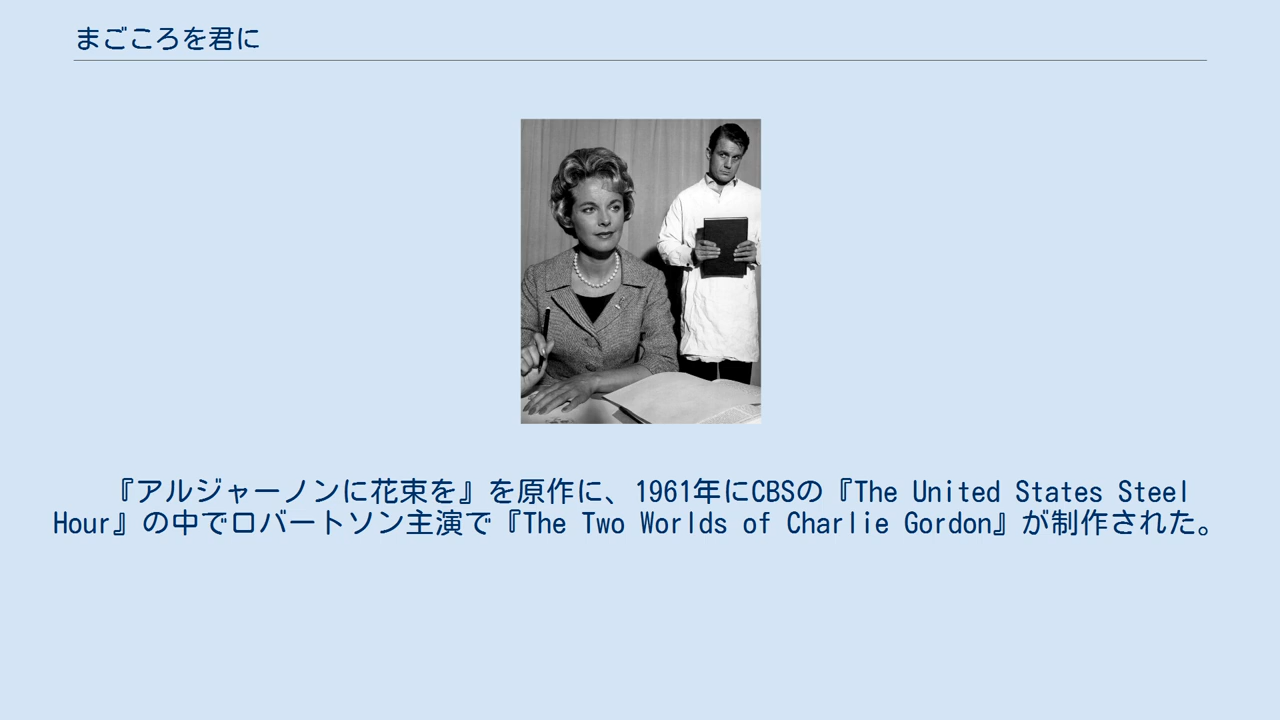 まごころを君に
『アルジャーノンに花束を』を原作に、1961年にCBSの『The United States Steel
Hour』の中でロバートソン主演で『The Two Worlds of Charlie Gordon』が制作された。